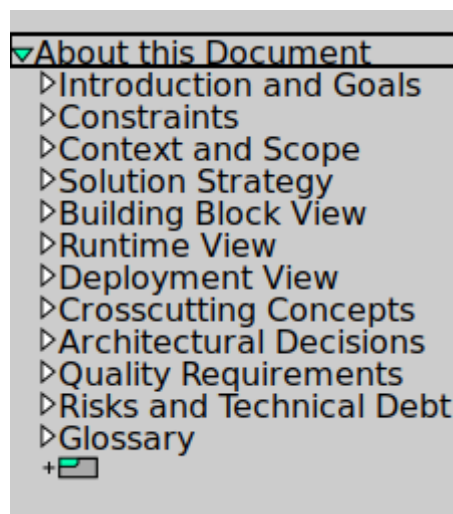 About this Document
Introduction and Goals
Constraints
Context and Scope
Solution Strategy
Building Block View
Runtime View
Deployment View
Crosscutting Concepts
Architectural Decisions
Quality Requirements
Risks and Technical Debt
Glossary
+